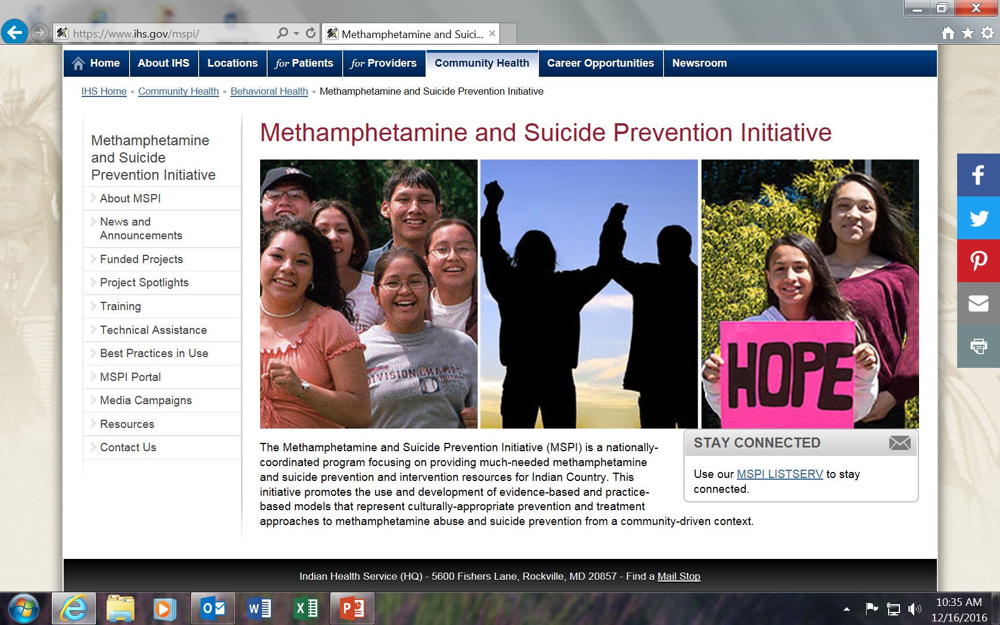 https://www.ihs.gov/mspi/
Methamphetamine and Suici...
Home
About IHS
Locations
for Patients
for Providers
Community Health
Career Opportunities
Newsroom
IHS Home
Community Health
Behavioral Health
Methamphetamine and Suicide Prevention Initiative
Methamphetamine
and Suicide
Prevention Initiative
About MSPI
News and
Announcements
Funded Projects
Project Spotlights
Training
Technical Assistance
Best Practices in Use
MSPI Portal
Media Campaigns
Resources
Contact Us
Methamphetamine and Suicide Prevention Initiative
DIVISION CHAMPS
HOPE
The Methamphetamine and Suicide Prevention Initiative (MSPI) is a nationally-
coordinated program focusing on providing much-needed methamphetamine
and suicide prevention and intervention resources for Indian Country. This
initiative promotes the use and development of evidence-based and practice-
based models that represent culturally-appropriate prevention and treatment
approaches to methamphetamine abuse and suicide prevention from a community-driven context.
STAY CONNECTED
Use our MSPI LISTSERV to stay
connected.
Indian Health Service (HQ) - 5600 Fishers Lane, Rockville, MD 20857 - Find a Mail Stop
10:35 AM
12/16/2016